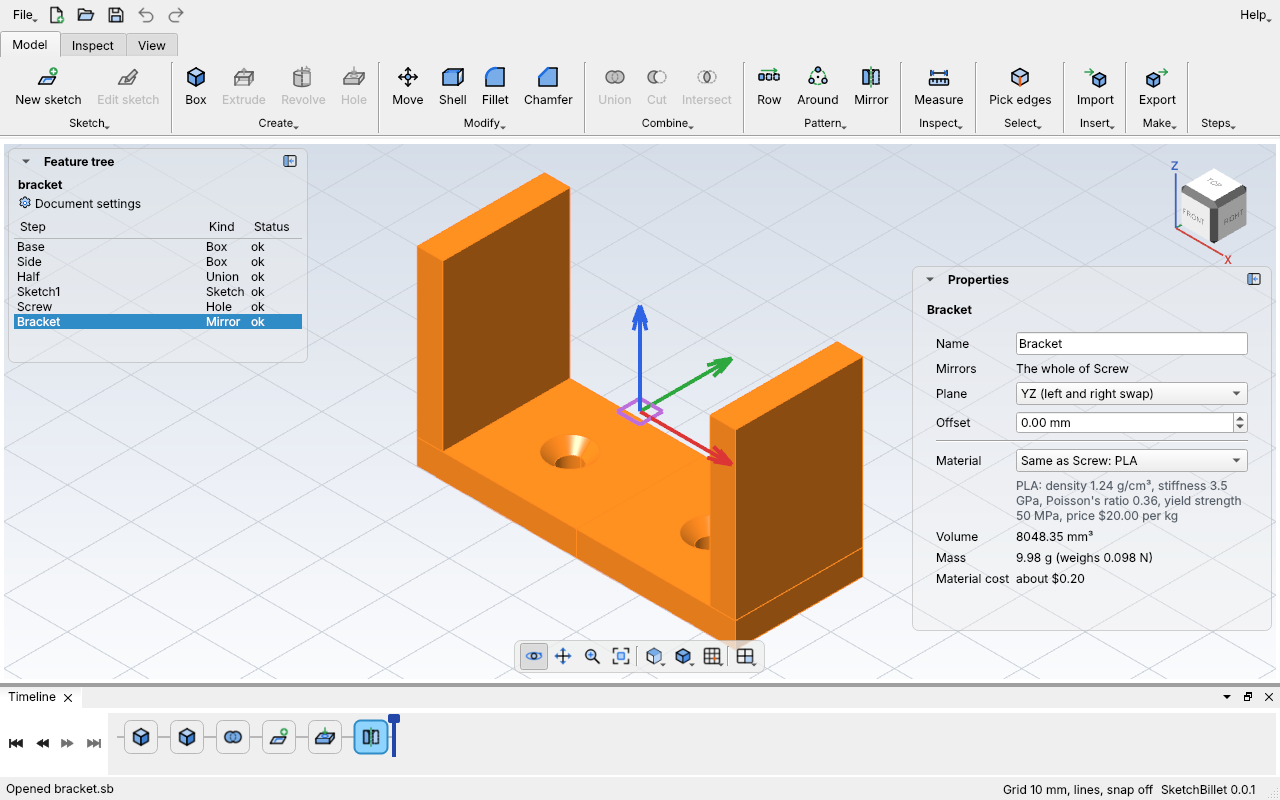 File
Help
Model Inspect View
New sketch Edit sketch Box Extrude Revolve Hole Move Shell Fillet Chamfer Union Cut Intersect Row Around Mirror Measure Pick edges Import Export
Sketch Create Modify Combine Pattern Inspect Select Insert Make Steps
Feature tree
bracket
Document settings
Step Kind Status
Base Box ok
Side Box ok
Half Union ok
Sketch1 Sketch ok
Screw Hole ok
Bracket Mirror ok
Z
TOP
FRONT RIGHT
X
Properties
Bracket
Name Bracket
Mirrors The whole of Screw
Plane YZ (left and right swap)
Offset 0.00 mm
Material Same as Screw: PLA
PLA: density 1.24 g/cm³, stiffness 3.5
GPa, Poisson's ratio 0.36, yield strength
50 MPa, price $20.00 per kg
Volume 8048.35 mm³
Mass 9.98 g (weighs 0.098 N)
Material cost about $0.20
Timeline
Opened bracket.sb
Grid 10 mm, lines, snap off SketchBillet 0.0.1